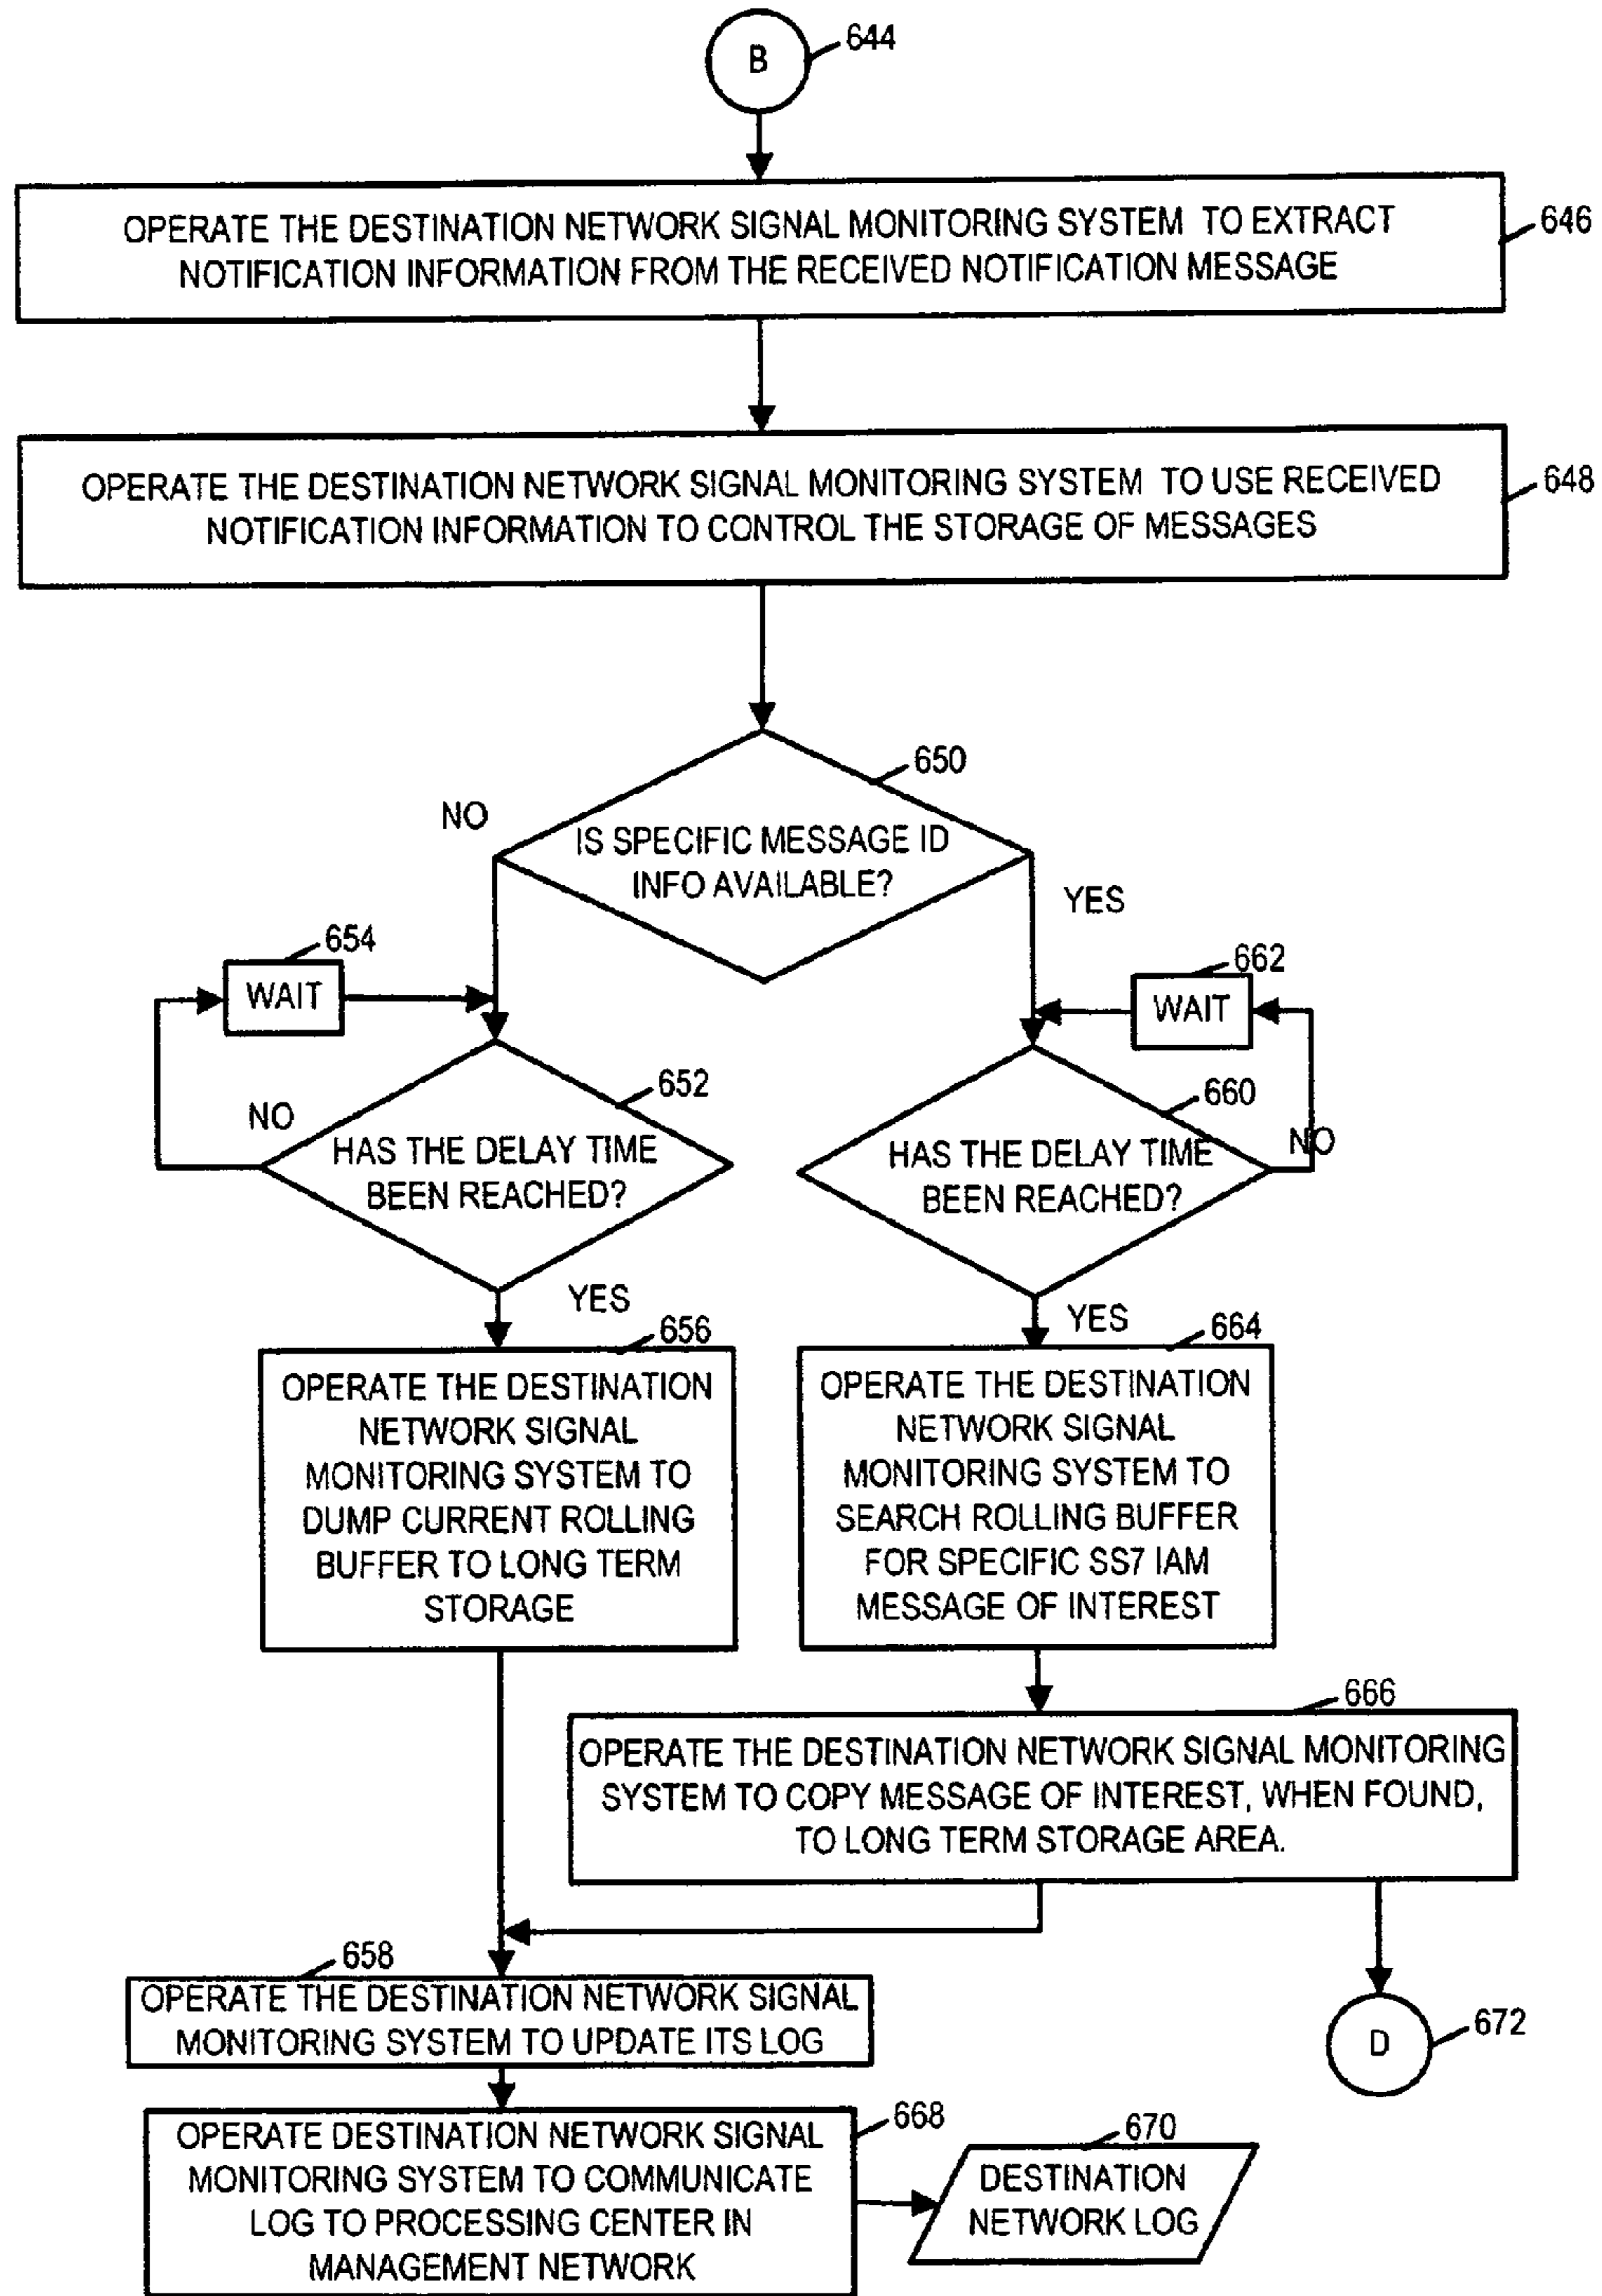 B
644
OPERATE THE DESTINATION NETWORK SIGNAL MONITORING SYSTEM TO EXTRACT
NOTIFICATION INFORMATION FROM THE RECEIVED NOTIFICATION MESSAGE
646
OPERATE THE DESTINATION NETWORK SIGNAL MONITORING SYSTEM TO USE RECEIVED
NOTIFICATION INFORMATION TO CONTROL THE STORAGE OF MESSAGES
648
650
NO
IS SPECIFIC MESSAGE ID
INFO AVAILABLE?
YES
654
WAIT
662
WAIT
652
NO
HAS THE DELAY TIME
BEEN REACHED?
YES
660
NO
HAS THE DELAY TIME
BEEN REACHED?
YES
656
OPERATE THE DESTINATION
NETWORK SIGNAL
MONITORING SYSTEM TO
DUMP CURRENT ROLLING
BUFFER TO LONG TERM
STORAGE
664
OPERATE THE DESTINATION
NETWORK SIGNAL
MONITORING SYSTEM TO
SEARCH ROLLING BUFFER
FOR SPECIFIC SS7 IAM
MESSAGE OF INTEREST
666
OPERATE THE DESTINATION NETWORK SIGNAL MONITORING
SYSTEM TO COPY MESSAGE OF INTEREST, WHEN FOUND,
TO LONG TERM STORAGE AREA.
658
OPERATE THE DESTINATION NETWORK SIGNAL
MONITORING SYSTEM TO UPDATE ITS LOG
D
672
668
OPERATE DESTINATION NETWORK SIGNAL
MONITORING SYSTEM TO COMMUNICATE
LOG TO PROCESSING CENTER IN
MANAGEMENT NETWORK
670
DESTINATION
NETWORK LOG